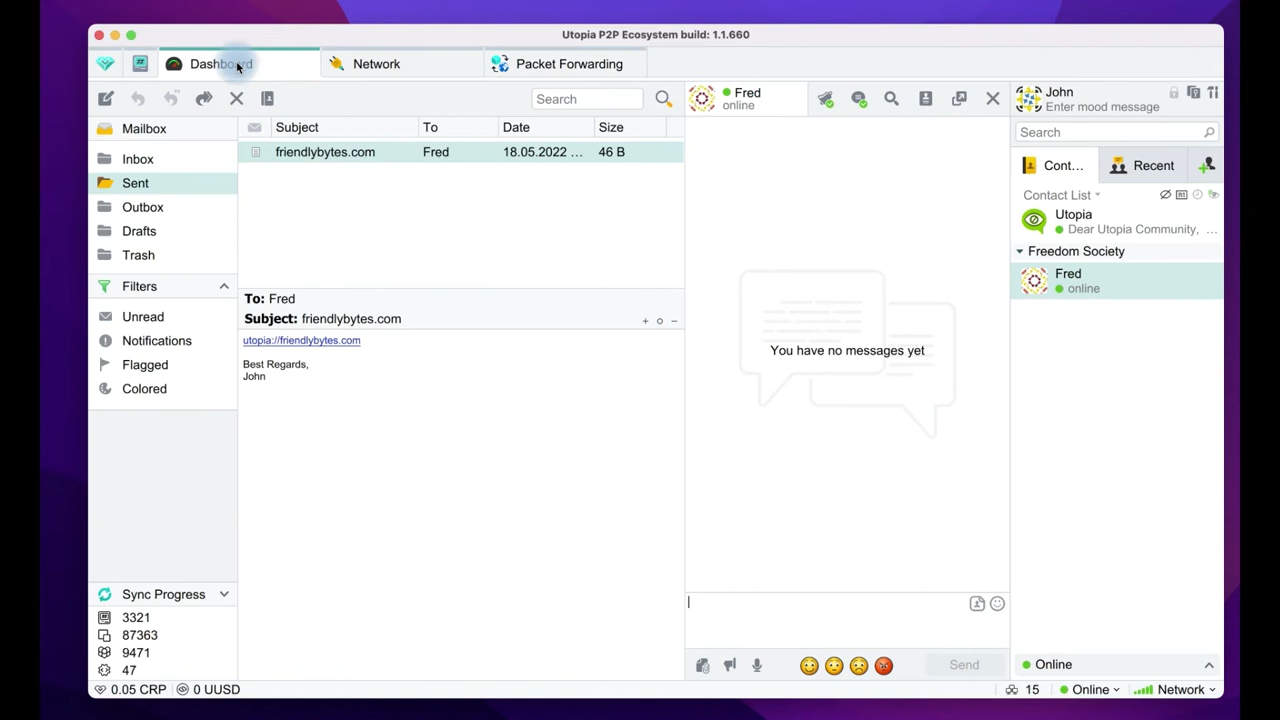 Utopia P2P Ecosystem build: 1.1.660
Dashboard
Network
Packet Forwarding
Search
Fred
online
John
Enter mood message
Mailbox
Inbox
Sent
Outbox
Drafts
Trash
Filters
Unread
Notifications
Flagged
Colored
Sync Progress
3321
87363
9471
47
Subject To Date Size
friendlybytes.com Fred 18.05.2022 ... 46 B
To: Fred
Subject: friendlybytes.com
+ o −
utopia://friendlybytes.com
Best Regards,
John
You have no messages yet
Send
Search
Cont...
Recent
Contact List
Utopia
Dear Utopia Community, ...
Freedom Society
Fred
online
Online
0.05 CRP
0 UUSD
15
Online
Network